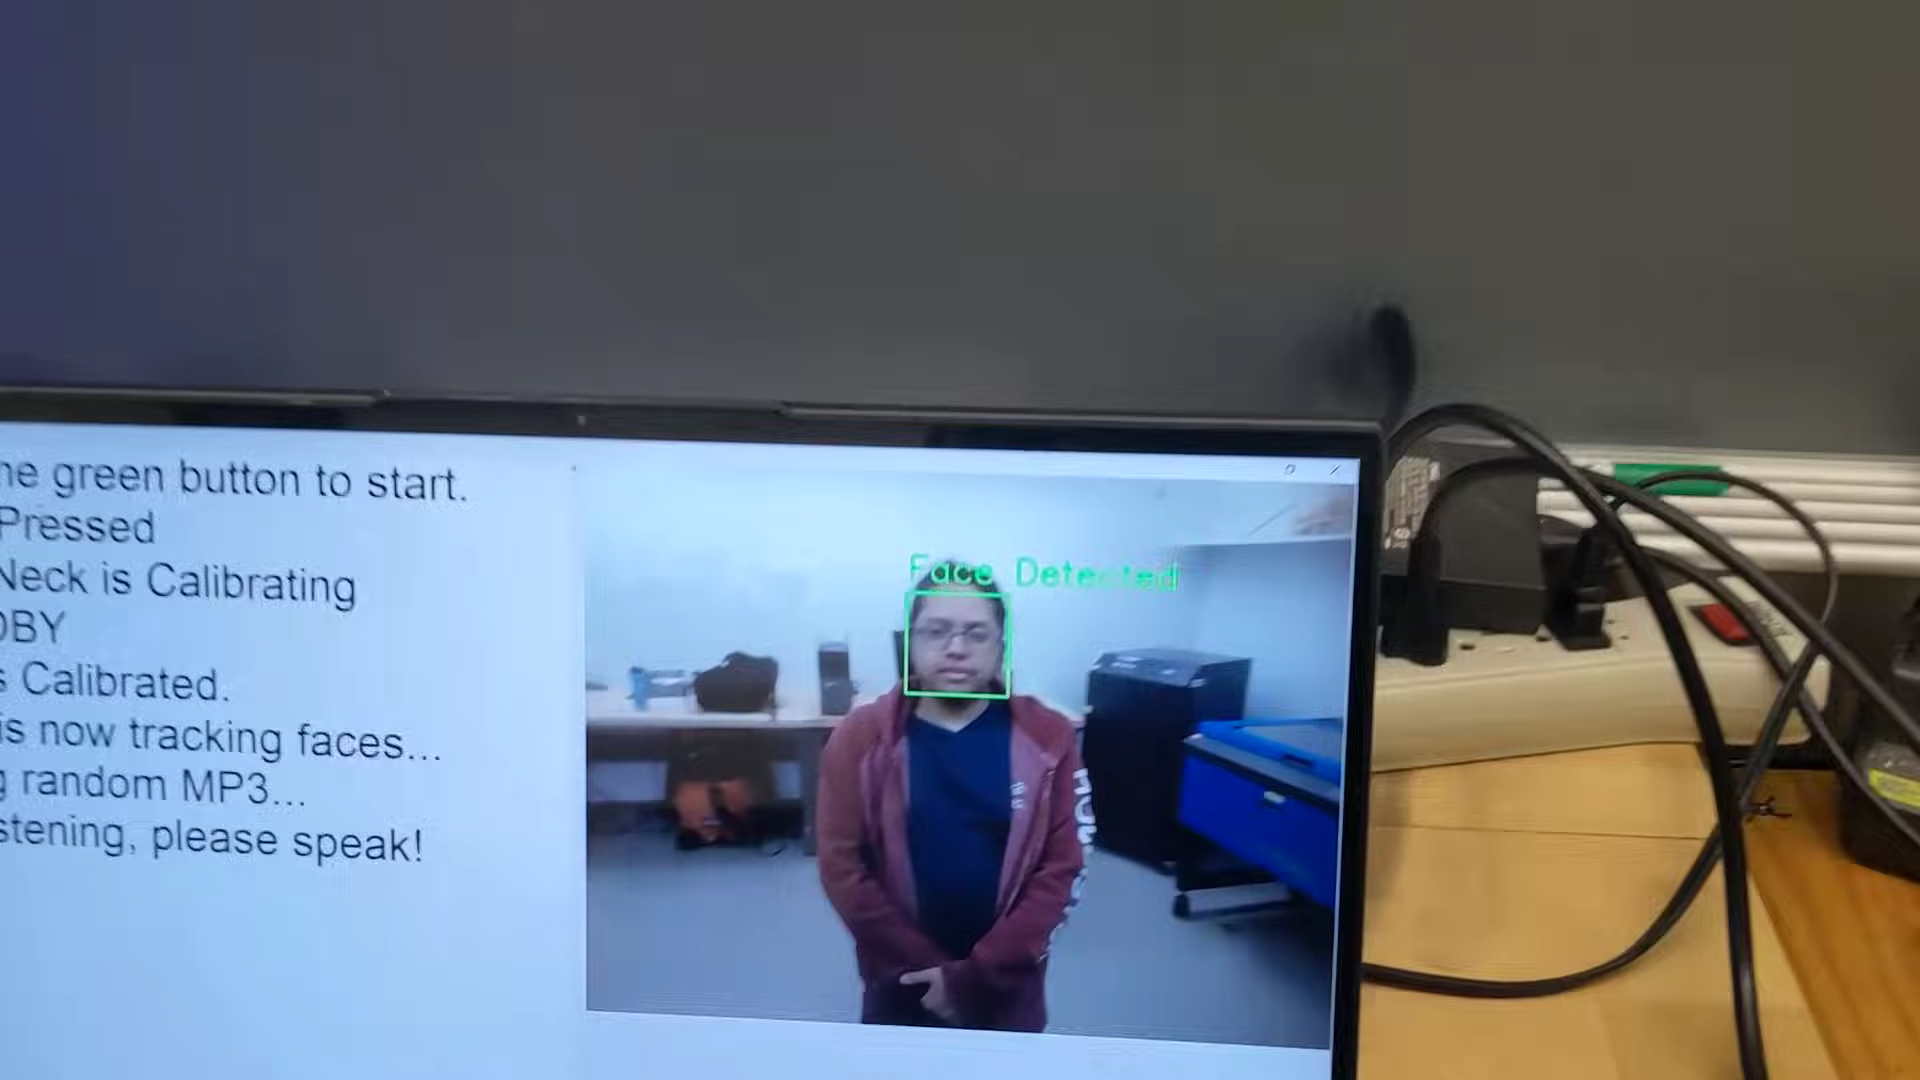 he green button to start.
Pressed
Neck is Calibrating
DBY
s Calibrated.
is now tracking faces...
g random MP3...
stening, please speak!
Face Detected